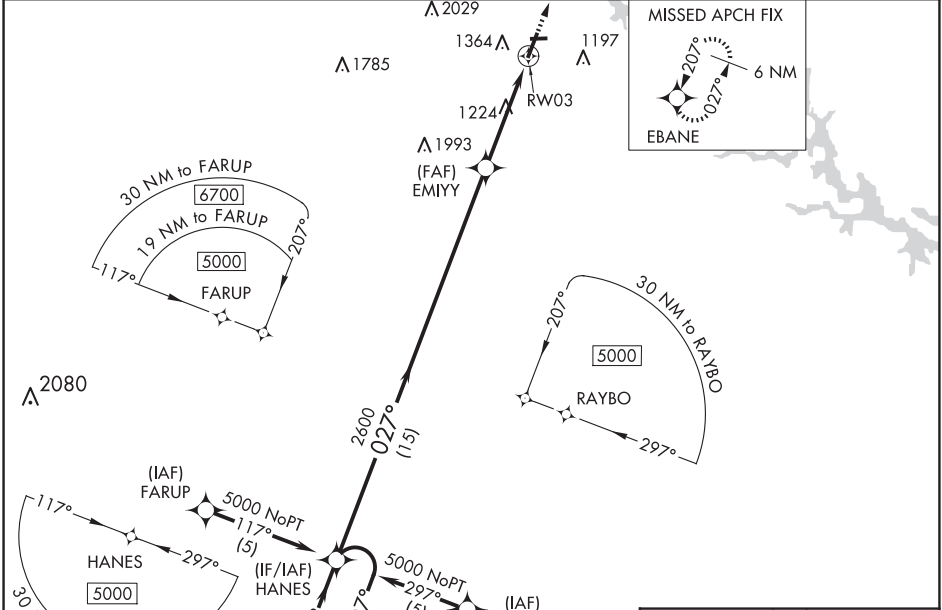 2029
1364
1197
1785
RW03
1224
1993
(FAF)
EMIYY
MISSED APCH FIX
207°
6 NM
027°
EBANE
30 NM to FARUP
6700
19 NM to FARUP
207°
5000
117°
FARUP
30 NM to RAYBO
207°
5000
RAYBO
297°
2080
2600
027°
(15)
(IAF)
FARUP
5000 NoPT
117°
(5)
117°
HANES
297°
5000
30
(IF/IAF)
HANES
5000 NoPT
297°
(5)
(IAF)